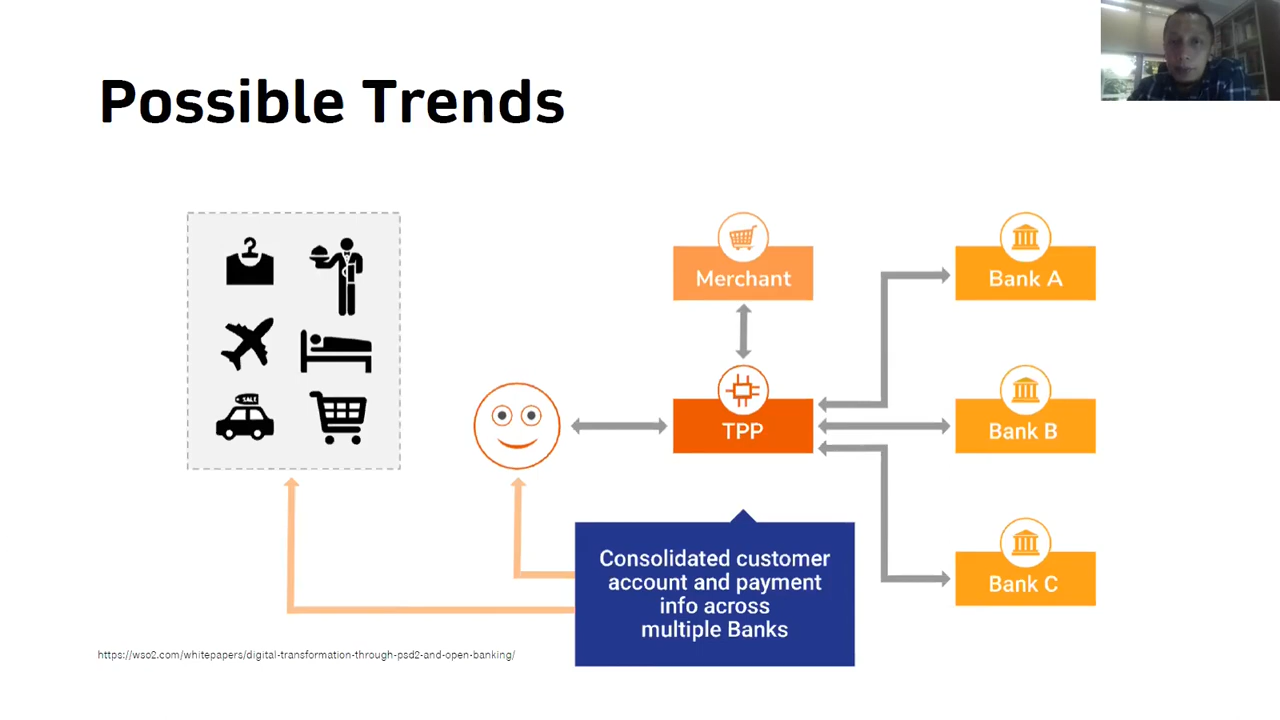 Possible Trends
SALE
Merchant
TPP
Bank A
Bank B
Bank C
Consolidated customer
account and payment
info across
multiple Banks
https://wso2.com/whitepapers/digital-transformation-through-psd2-and-open-banking/